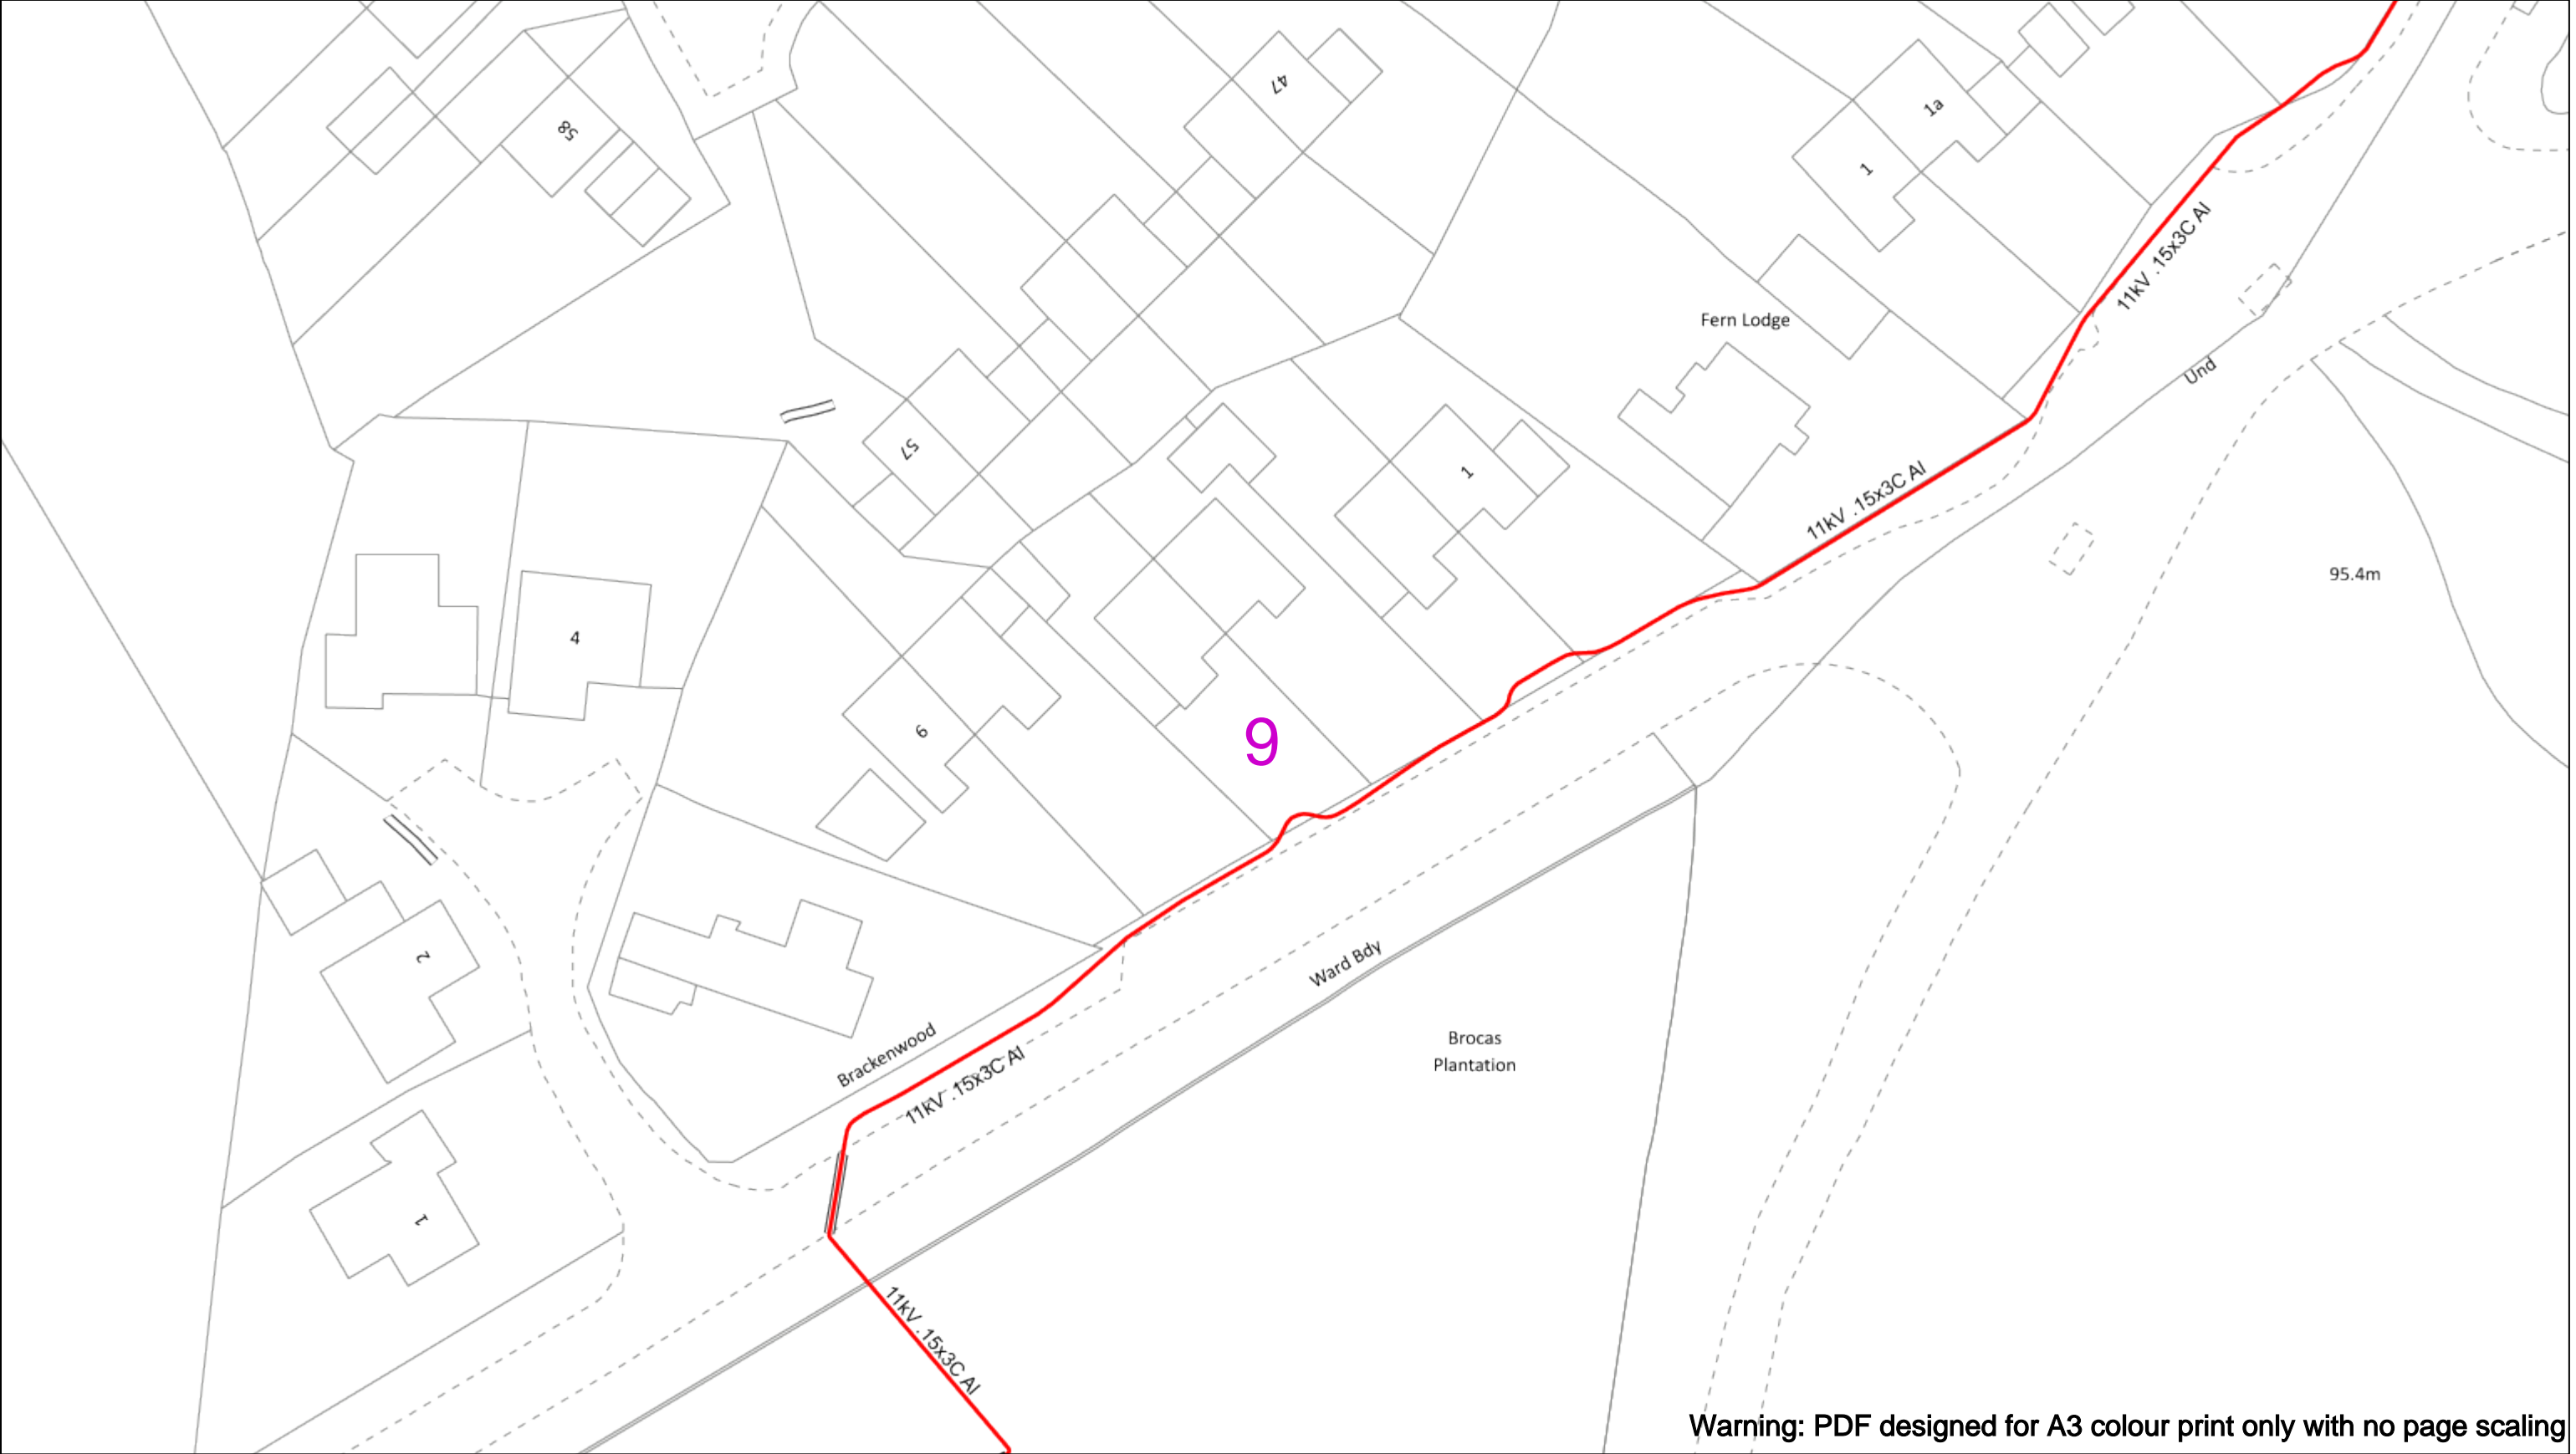 47
58
1a
1
11kV .15x3C Al
Fern Lodge
Und
57
1
11kV .15x3C Al
95.4m
4
6
9
2
Ward Bdy
Brackenwood
Brocas
Plantation
11kV .15x3C Al
1
11kV .15x3C Al
Warning: PDF designed for A3 colour print only with no page scaling